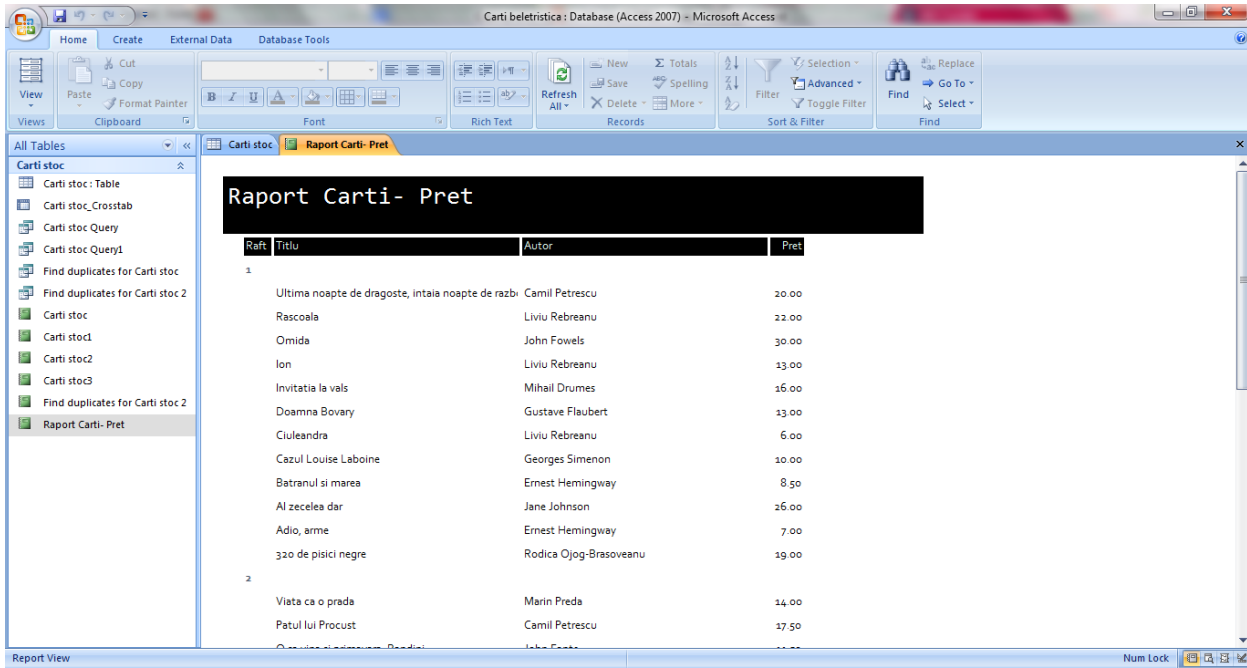 Carti beletristica : Database (Access 2007) - Microsoft Access
Home Create External Data Database Tools
View
Views
Paste
Cut
Copy
Format Painter
Clipboard
B I U A
Font
ab
Rich Text
Refresh All
New
Save
Delete
Σ Totals
ABC Spelling
More
Records
Filter
Selection
Advanced
Toggle Filter
Sort & Filter
Find
Replace
Go To
Select
Find
All Tables
Carti stoc
Carti stoc : Table
Carti stoc_Crosstab
Carti stoc Query
Carti stoc Query1
Find duplicates for Carti stoc
Find duplicates for Carti stoc 2
Carti stoc
Carti stoc1
Carti stoc2
Carti stoc3
Find duplicates for Carti stoc 2
Raport Carti- Pret
Carti stoc Raport Carti- Pret
Raport Carti- Pret
Raft Titlu Autor Pret
1
Ultima noapte de dragoste, intaia noapte de razb Camil Petrescu 20.00
Rascoala Liviu Rebreanu 22.00
Omida John Fowels 30.00
Ion Liviu Rebreanu 13.00
Invitatia la vals Mihail Drumes 16.00
Doamna Bovary Gustave Flaubert 13.00
Ciuleandra Liviu Rebreanu 6.00
Cazul Louise Laboine Georges Simenon 10.00
Batranul si marea Ernest Hemingway 8.50
Al zecelea dar Jane Johnson 26.00
Adio, arme Ernest Hemingway 7.00
320 de pisici negre Rodica Ojog-Brasoveanu 19.00
2
Viata ca o prada Marin Preda 14.00
Patul lui Procust Camil Petrescu 17.50
Report View
Num Lock